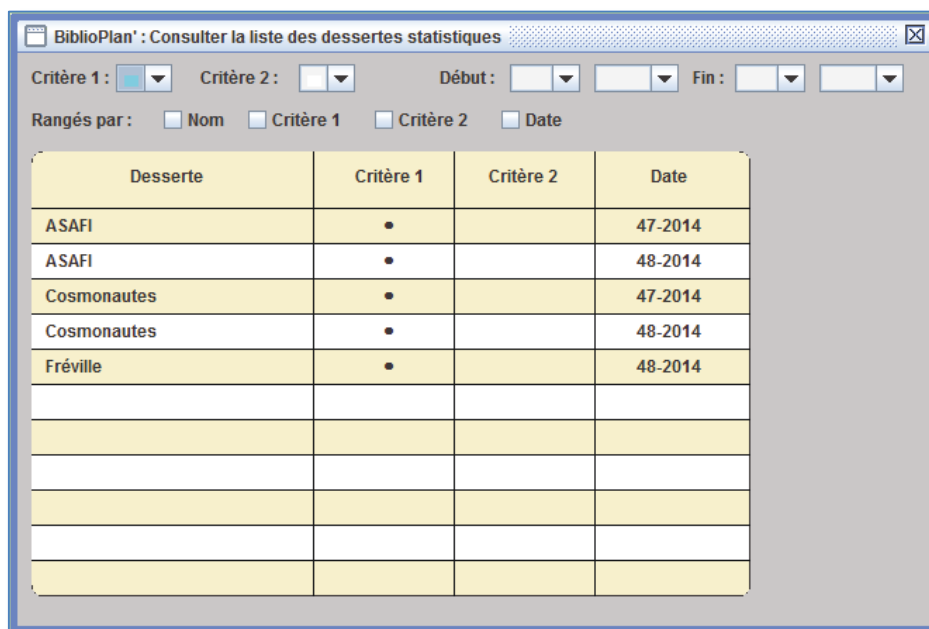 BiblioPlan' : Consulter la liste des dessertes statistiques
Critère 1 : Critère 2 : Début : Fin :
Rangés par : Nom Critère 1 Critère 2 Date
Desserte Critère 1 Critère 2 Date
ASAFI • 47-2014
ASAFI • 48-2014
Cosmonautes • 47-2014
Cosmonautes • 48-2014
Fréville • 48-2014